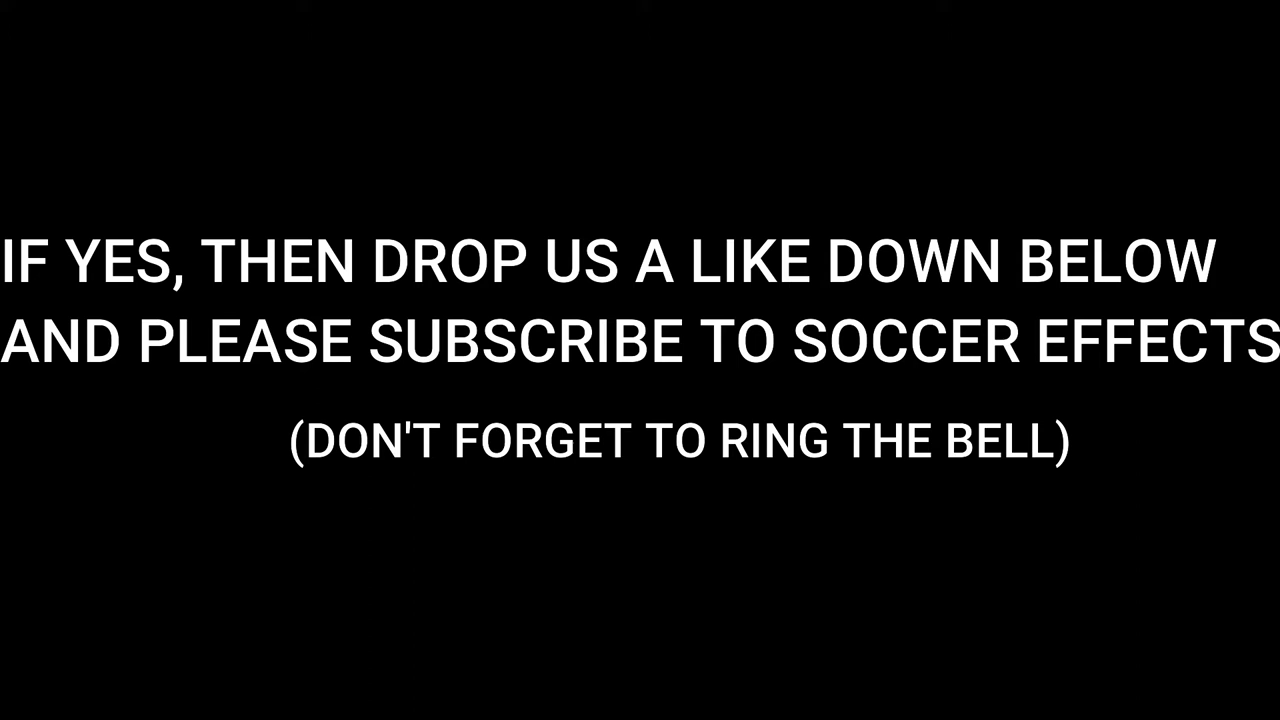 IF YES, THEN DROP US A LIKE DOWN BELOW
AND PLEASE SUBSCRIBE TO SOCCER EFFECTS
(DON'T FORGET TO RING THE BELL)